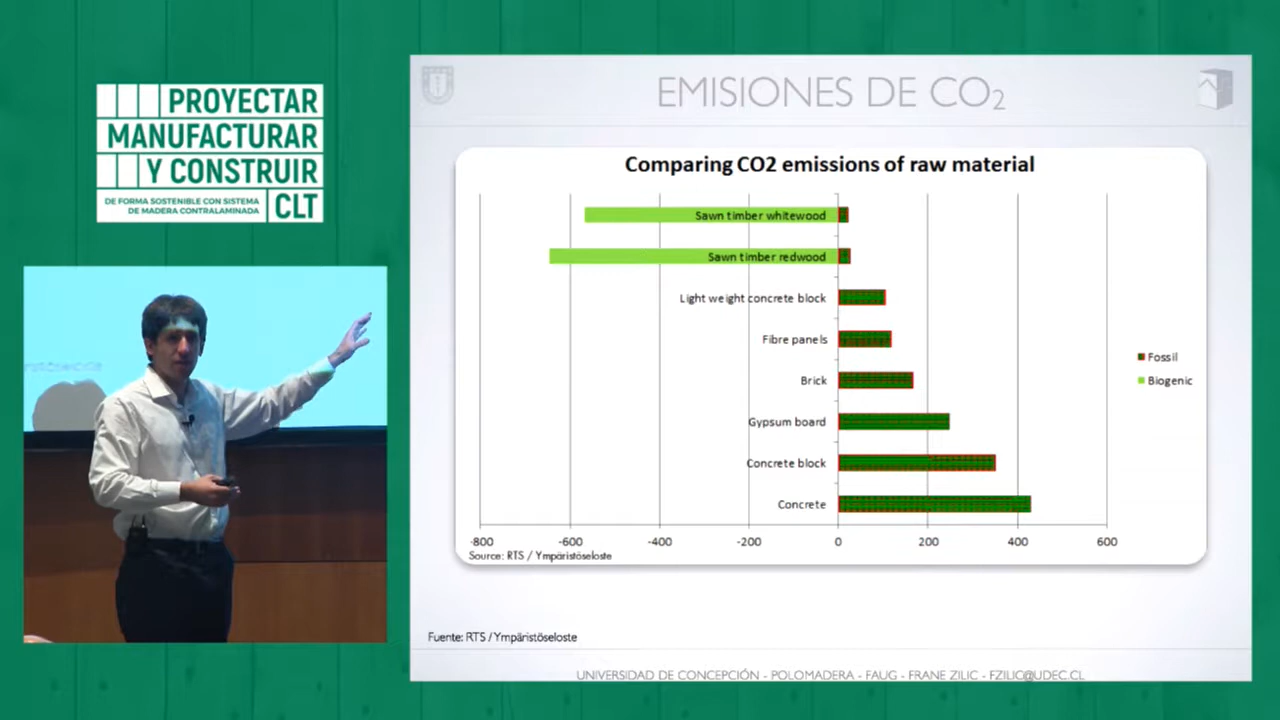 PROYECTAR
MANUFACTURAR
Y CONSTRUIR
DE FORMA SOSTENIBLE CON SISTEMA
DE MADERA CONTRALAMINADA
CLT
EMISIONES DE CO₂
Comparing CO2 emissions of raw material
Sawn timber whitewood
Sawn timber redwood
Light weight concrete block
Fibre panels
Brick
Gypsum board
Concrete block
Concrete
Fossil
Biogenic
-800 -600 -400 -200 0 200 400 600
Source: RTS / Ympäristöseloste
Fuente: RTS / Ympäristöseloste
UNIVERSIDAD DE CONCEPCIÓN - POLOMADERA - FAUG - FRANE ZILIC - FZILIC@UDEC.CL